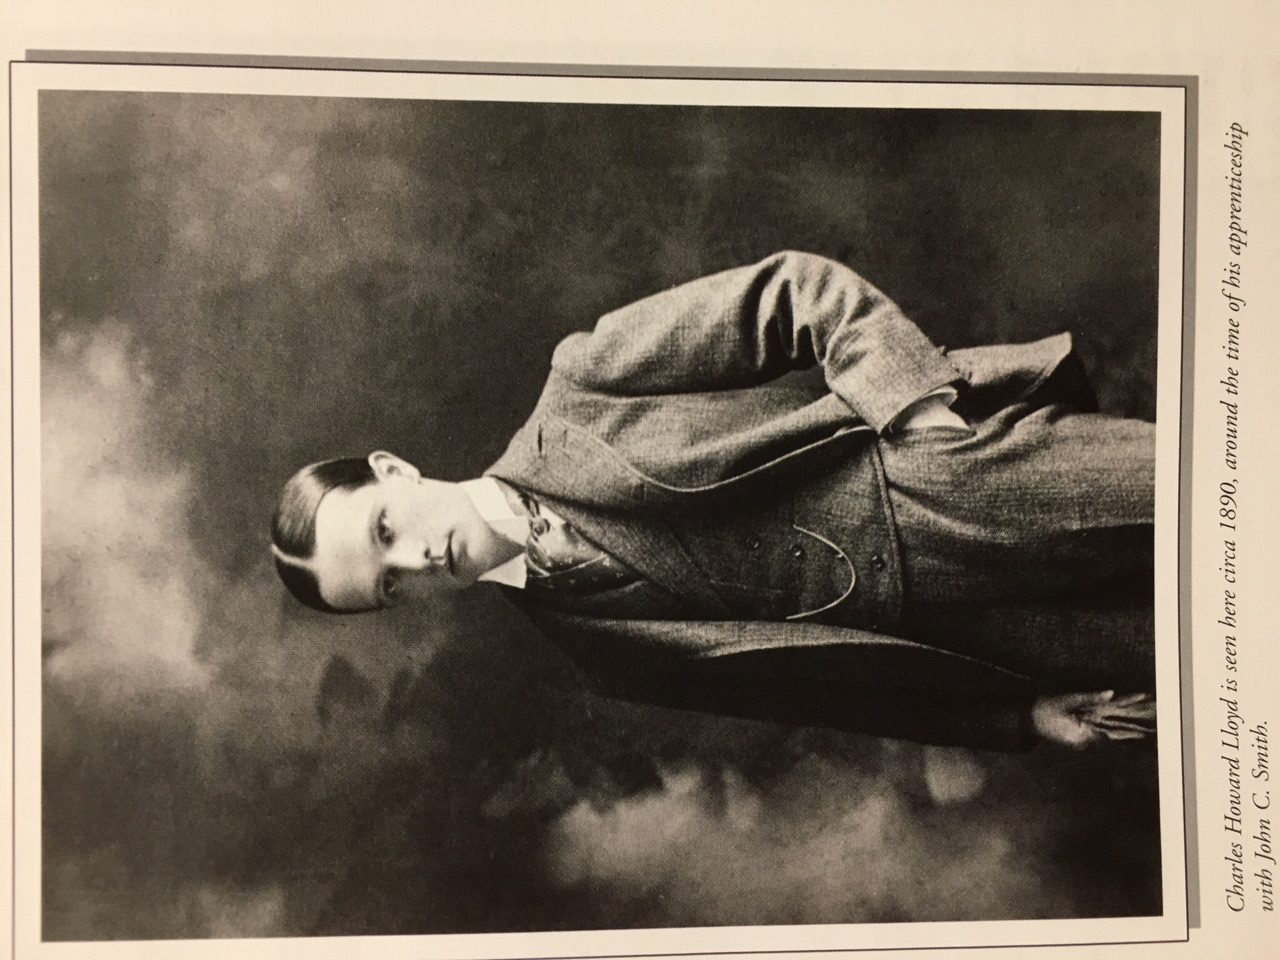 Charles Howard Lloyd is seen here circa 1890, around the time of his apprenticeship
with John C. Smith.